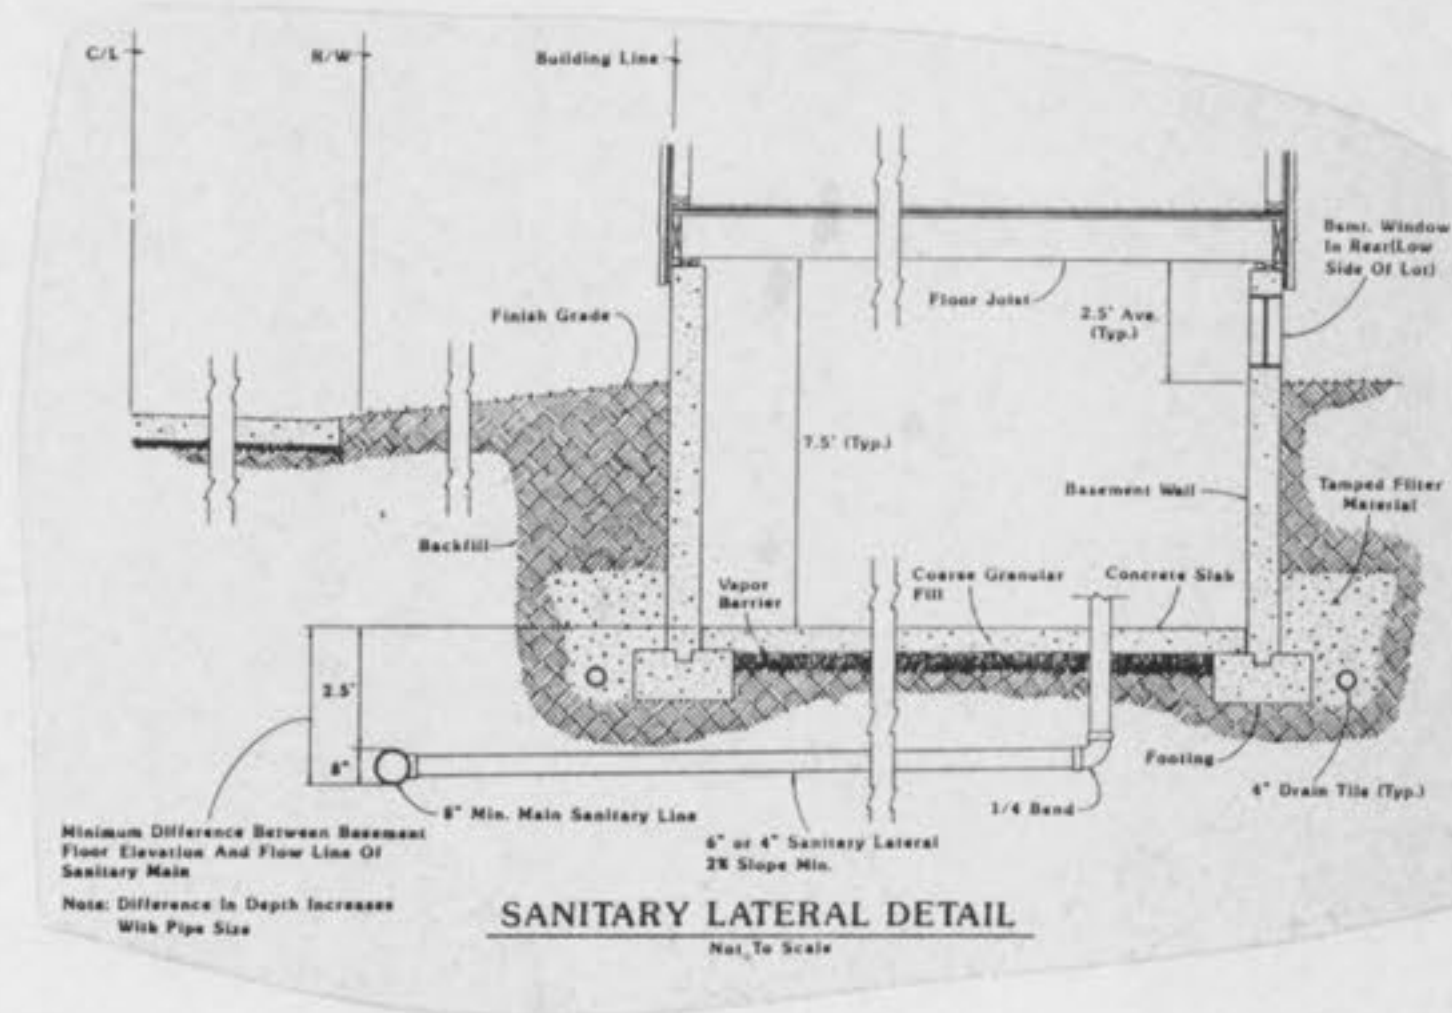 C/L
R/W
Building Line
Bsmt. Window
In Rear(Low
Side Of Lot)
Floor Joist
2.5' Ave.
(Typ.)
Finish Grade
7.5' (Typ.)
Basement Wall
Tamped Filter
Material
Backfill
Vapor
Barrier
Coarse Granular
Fill
Concrete Slab
2.5'
8"
Footing
4" Drain Tile (Typ.)
1/4 Bend
8" Min. Main Sanitary Line
6" or 4" Sanitary Lateral
2% Slope Min.
Minimum Difference Between Basement
Floor Elevation And Flow Line Of
Sanitary Main
Note: Difference In Depth Increases
With Pipe Size
SANITARY LATERAL DETAIL
Not To Scale